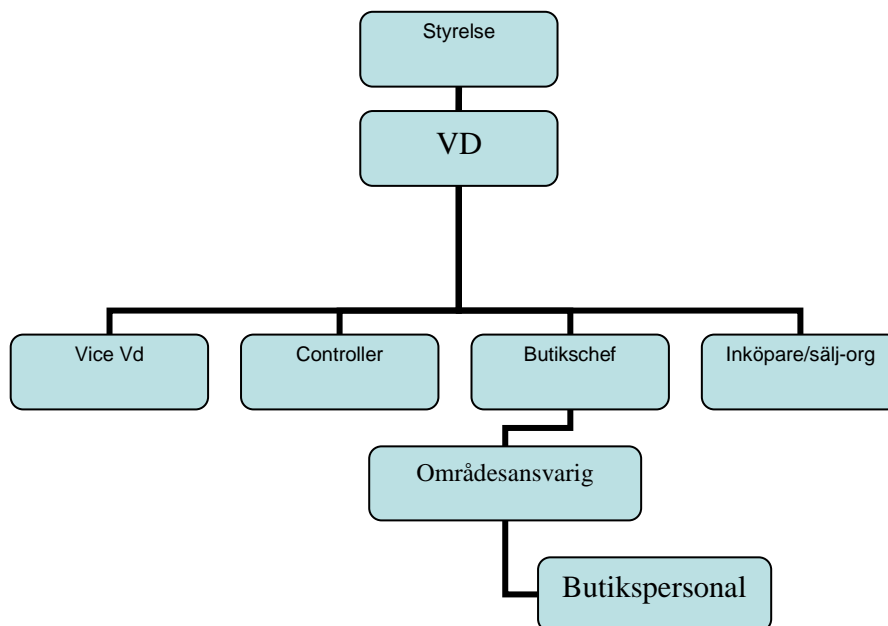 Styrelse
VD
Vice Vd
Controller
Butikschef
Inköpare/sälj-org
Områdesansvarig
Butikspersonal